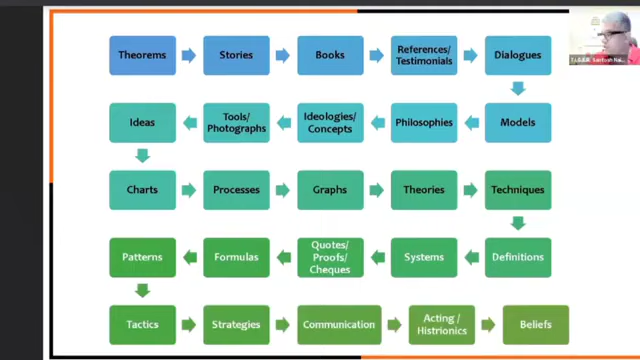 Theorems
Stories
Books
References/
Testimonials
Dialogues
Ideas
Tools/
Photographs
Ideologies/
Concepts
Philosophies
Models
Charts
Processes
Graphs
Theories
Techniques
Patterns
Formulas
Quotes/
Proofs/
Cheques
Systems
Definitions
Tactics
Strategies
Communication
Acting /
Histrionics
Beliefs